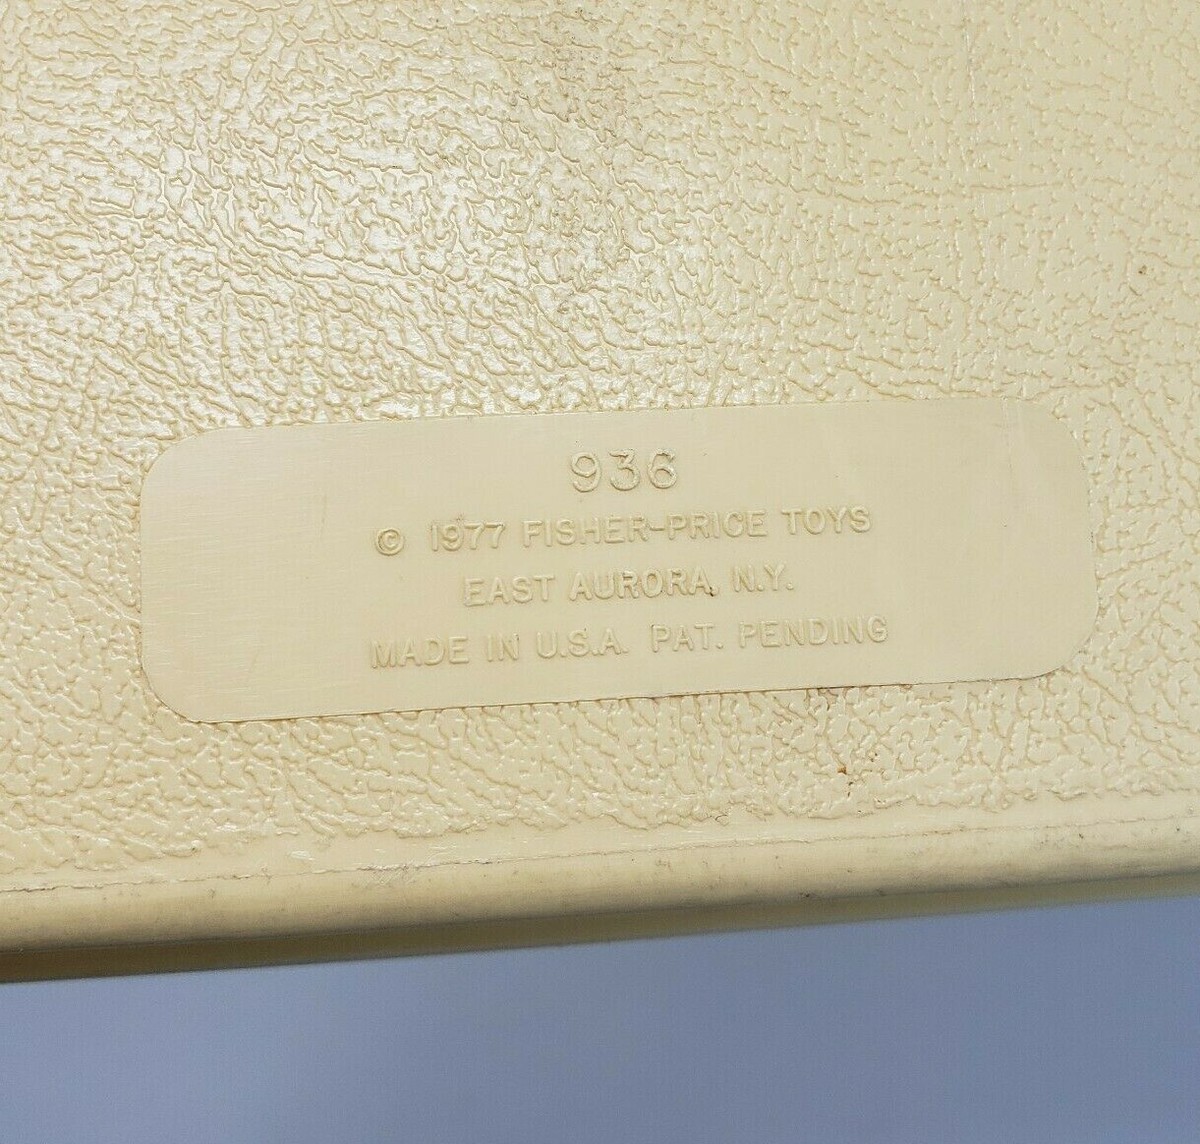 936
© 1977 FISHER-PRICE TOYS
EAST AURORA, N.Y.
MADE IN U.S.A. PAT. PENDING